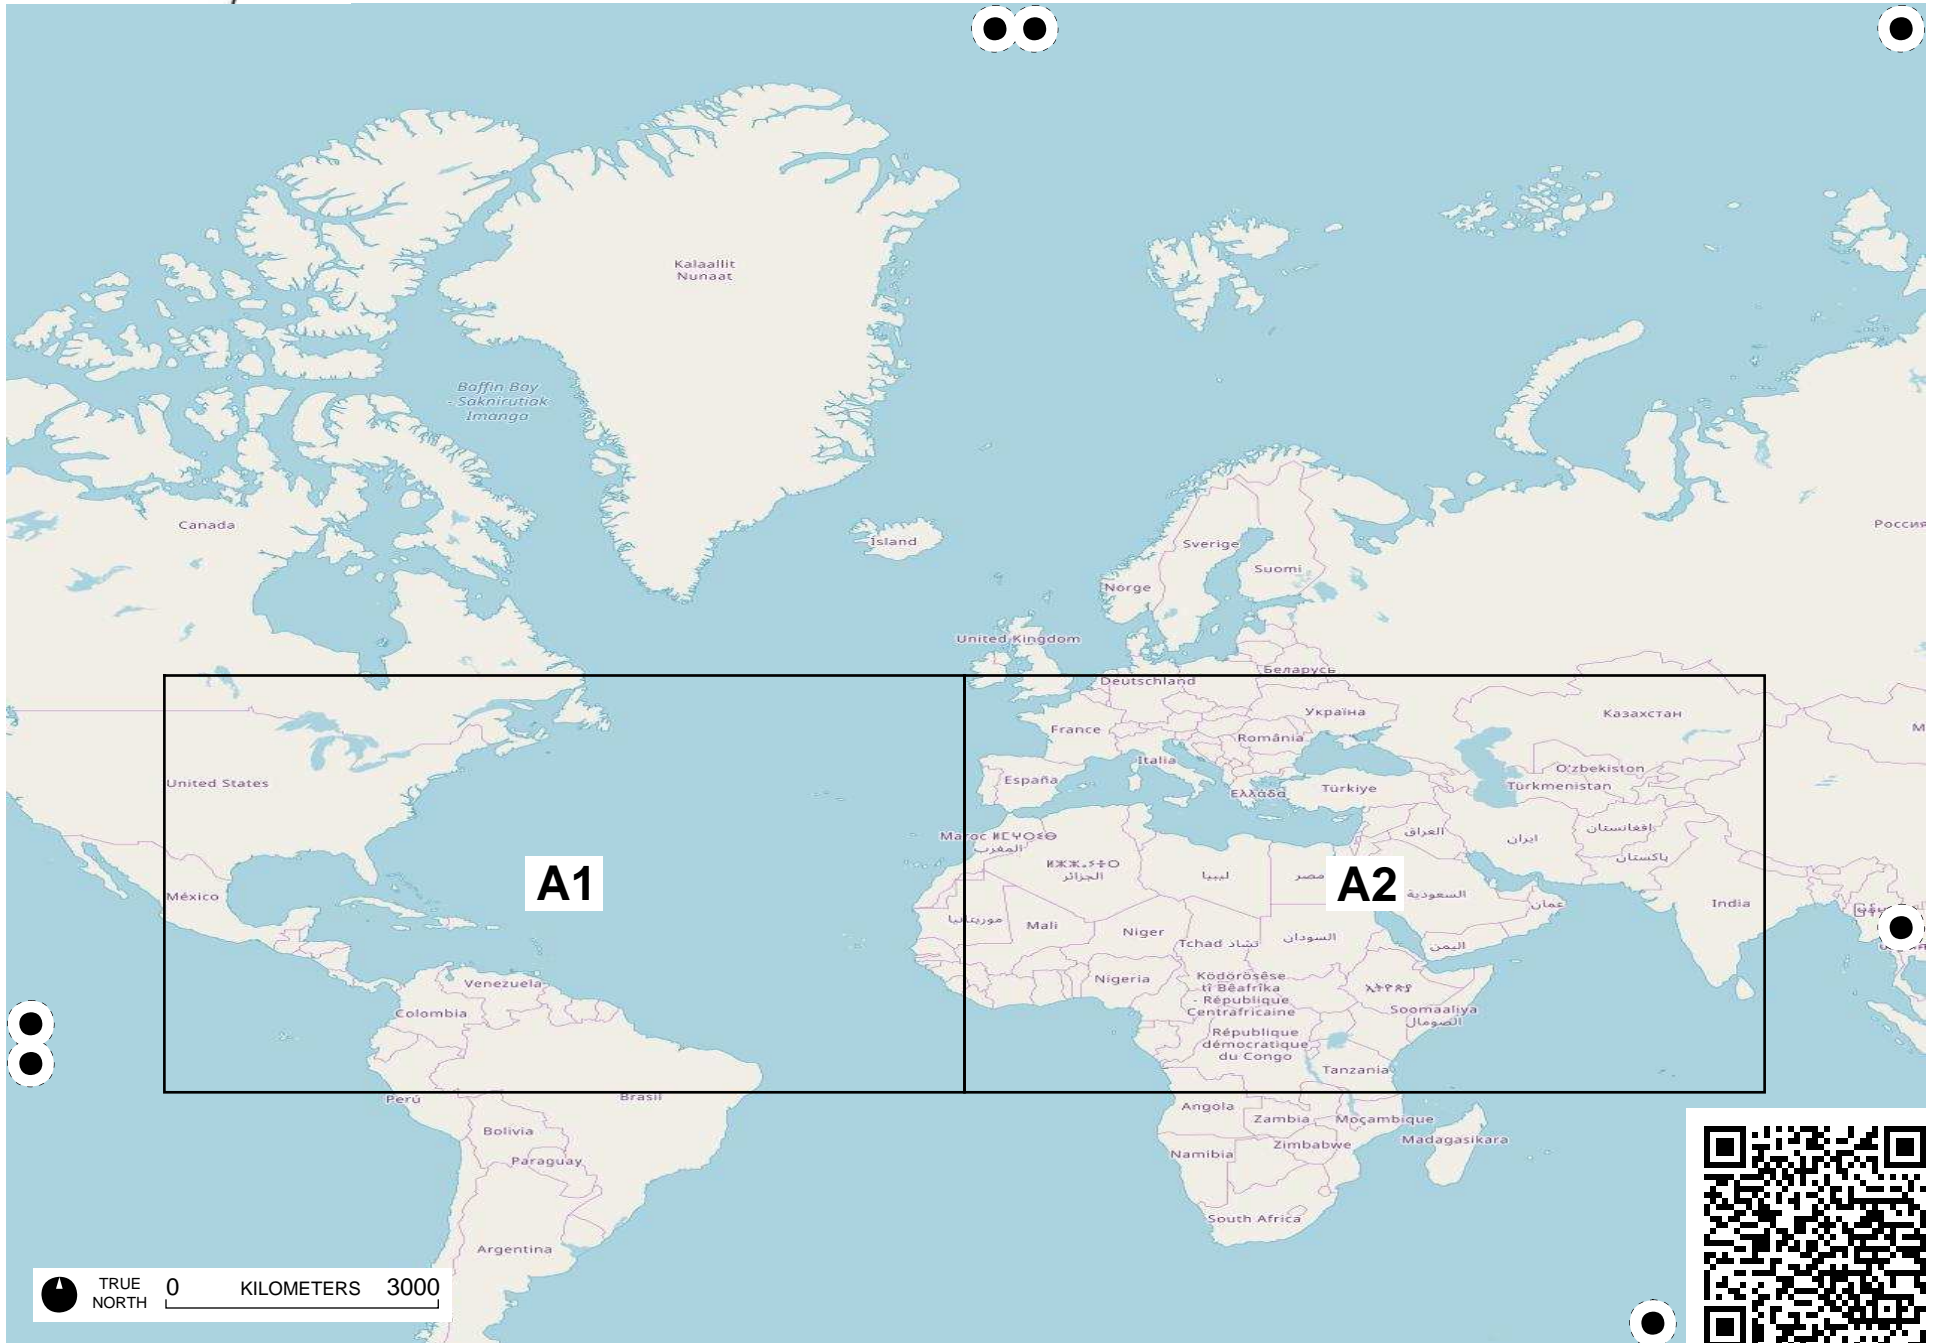 Kalaallit
Nunaat
Baffin Bay
- Saknirutiak
Imanga
Canada
Ísland
Sverige
Suomi
Norge
Россия
United Kingdom
Беларусь
Deutschland
Україна
Казахстан
France
România
Italia
O'zbekiston
España
United States
Ελλάδα
Türkiye
Türkmenistan
العراق
افغانستان
ایران
پاکستان
الجزائر
المغرب
ليبيا
مصر
A1
A2
السعودية
México
عمان
India
موريتانيا
Mali
Niger
Tchad تشاد
السودان
اليمن
Venezuela
Nigeria
Ködörösêse
tî Bêafrîka
- République
Centrafricaine
Colombia
Soomaaliya
الصومال
République
démocratique
du Congo
Tanzania
Perú
Brasil
Angola
Zambia
Moçambique
Bolivia
Zimbabwe
Madagasikara
Namibia
Paraguay
South Africa
Argentina
TRUE
NORTH
0 KILOMETERS 3000